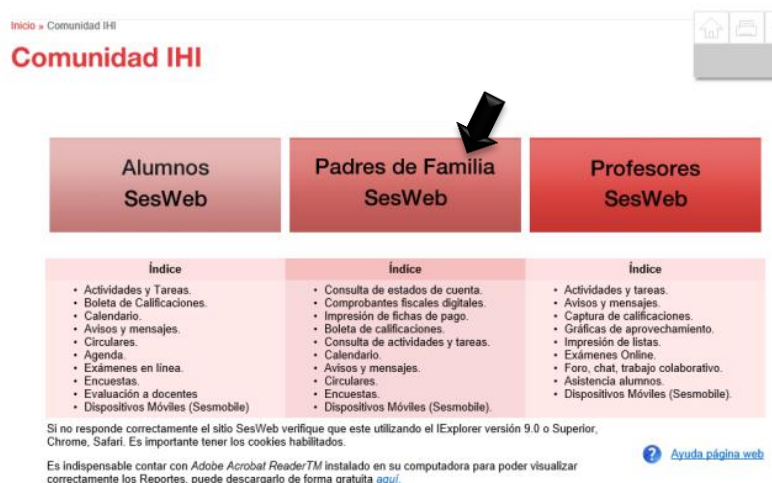 Inicio » Comunidad IHI
Comunidad IHI
Alumnos
SesWeb
Padres de Familia
SesWeb
Profesores
SesWeb
Índice
• Actividades y Tareas.
• Boleta de Calificaciones.
• Calendario.
• Avisos y mensajes.
• Circulares.
• Agenda.
• Exámenes en línea.
• Encuestas.
• Evaluación a docentes
• Dispositivos Móviles (Sesmobile)
Índice
• Consulta de estados de cuenta.
• Comprobantes fiscales digitales.
• Impresión de fichas de pago.
• Boleta de calificaciones.
• Consulta de actividades y tareas.
• Calendario.
• Avisos y mensajes.
• Circulares.
• Encuestas.
• Dispositivos Móviles (Sesmobile).
Índice
• Actividades y tareas.
• Avisos y mensajes.
• Captura de calificaciones.
• Gráficas de aprovechamiento.
• Impresión de listas.
• Exámenes Online.
• Foro, chat, trabajo colaborativo.
• Asistencia alumnos.
• Dispositivos Móviles (Sesmobile).
Si no responde correctamente el sitio SesWeb verifique que este utilizando el IExplorer versión 9.0 o Superior,
Chrome, Safari. Es importante tener los cookies habilitados.
Ayuda página web
Es indispensable contar con Adobe Acrobat ReaderTM instalado en su computadora para poder visualizar
correctamente los Reportes, puede descargarlo de forma gratuita aquí.